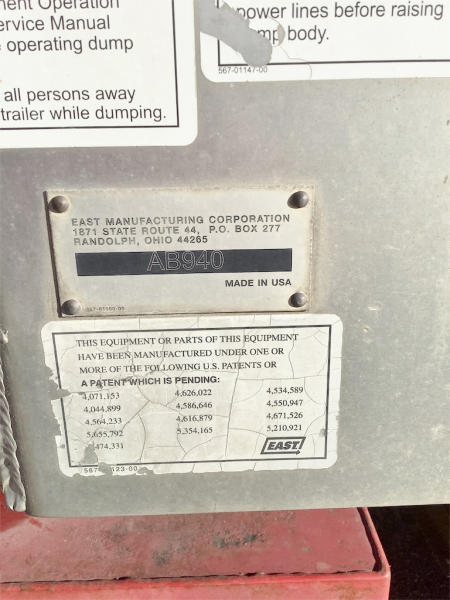 ment Operation
ervice Manual
operating dump
all persons away
trailer while dumping.
power lines before raising
body.
567-01147-00
EAST MANUFACTURING CORPORATION
1871 STATE ROUTE 44, P.O. BOX 277
RANDOLPH, OHIO 44265
AB940
MADE IN USA
THIS EQUIPMENT OR PARTS OF THIS EQUIPMENT
HAVE BEEN MANUFACTURED UNDER ONE OR
MORE OF THE FOLLOWING U.S. PATENTS OR
A PATENT WHICH IS PENDING:
4,071,153 4,626,022 4,534,589
4,044,899 4,586,646 4,550,947
4,564,233 4,616,879 4,671,526
5,655,792 5,354,165 5,210,921
474,331
EAST